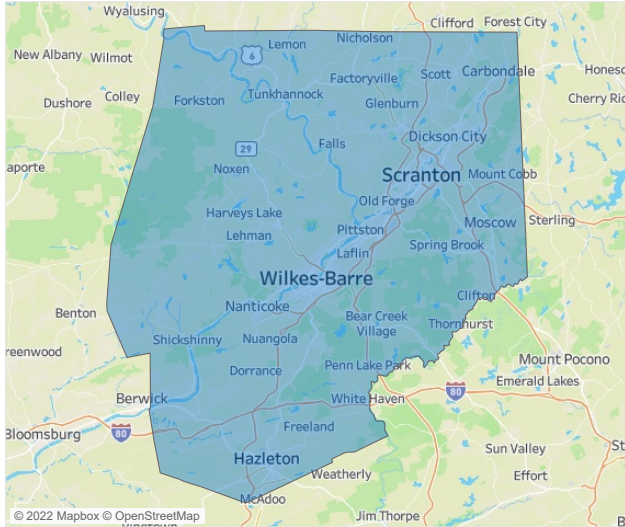 Wyalusing
Clifford
Forest City
Nicholson
Lemon
New Albany
Wilmot
6
Factoryville
Scott
Carbondale
Honesd
Colley
Dushore
Forkston
Tunkhannock
Glenburn
Cherry Rid
Dickson City
29
Falls
aporte
Noxen
Scranton
Mount Cobb
Old Forge
Harveys Lake
Moscow
Sterling
Pittston
Lehman
Spring Brook
Laflin
Wilkes-Barre
Clifton
Nanticoke
Benton
Bear Creek
Village
Thornhurst
Shickshinny
Nuangola
reenwood
Mount Pocono
Penn Lake Park
Dorrance
Emerald Lakes
80
Berwick
White Haven
Freeland
Bloomsburg
80
Sun Valley
St
Hazleton
Weatherly
Effort
McAdoo
Jim Thorpe
© 2022 Mapbox © OpenStreetMap